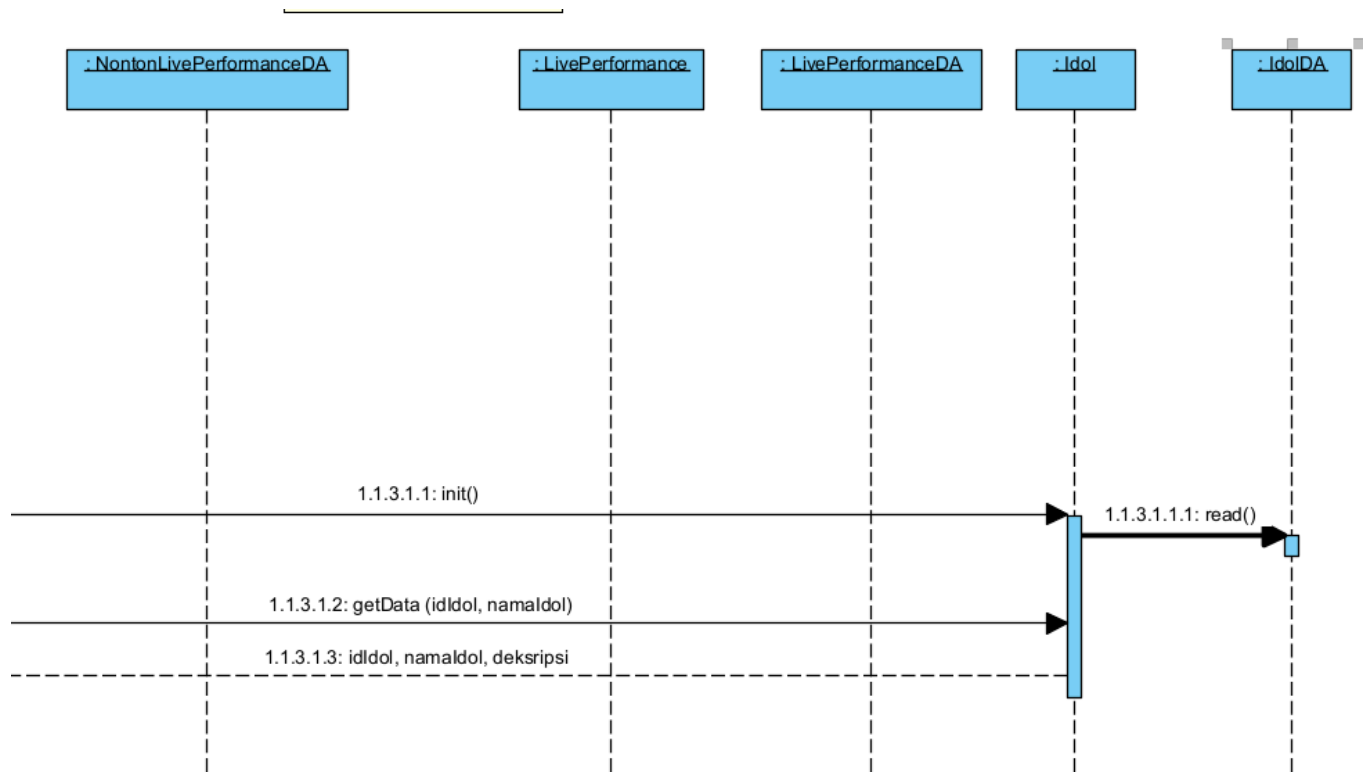 : NontonLivePerformanceDA
: LivePerformance
: LivePerformanceDA
: Idol
: IdolDA
1.1.3.1.1: init()
1.1.3.1.1.1: read()
1.1.3.1.2: getData (idIdol, namaIdol)
1.1.3.1.3: idIdol, namaIdol, deksripsi